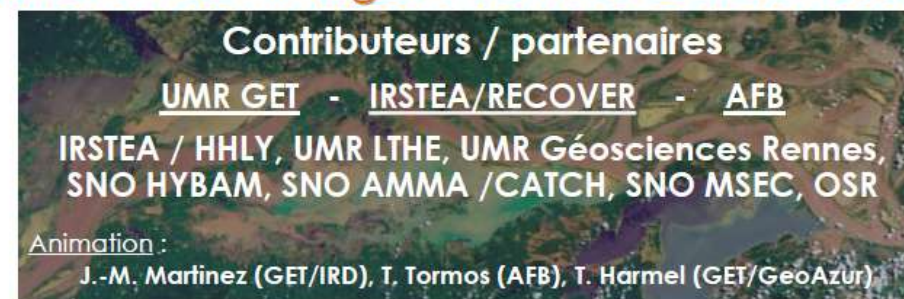 Contributeurs / partenaires
UMR GET - IRSTEA/RECOVER - AFB
IRSTEA / HHLY, UMR LTHE, UMR Géosciences Rennes,
SNO HYBAM, SNO AMMA /CATCH, SNO MSEC, OSR
Animation :
J.-M. Martinez (GET/IRD), T. Tormos (AFB), T. Harmel (GET/GeoAzur)